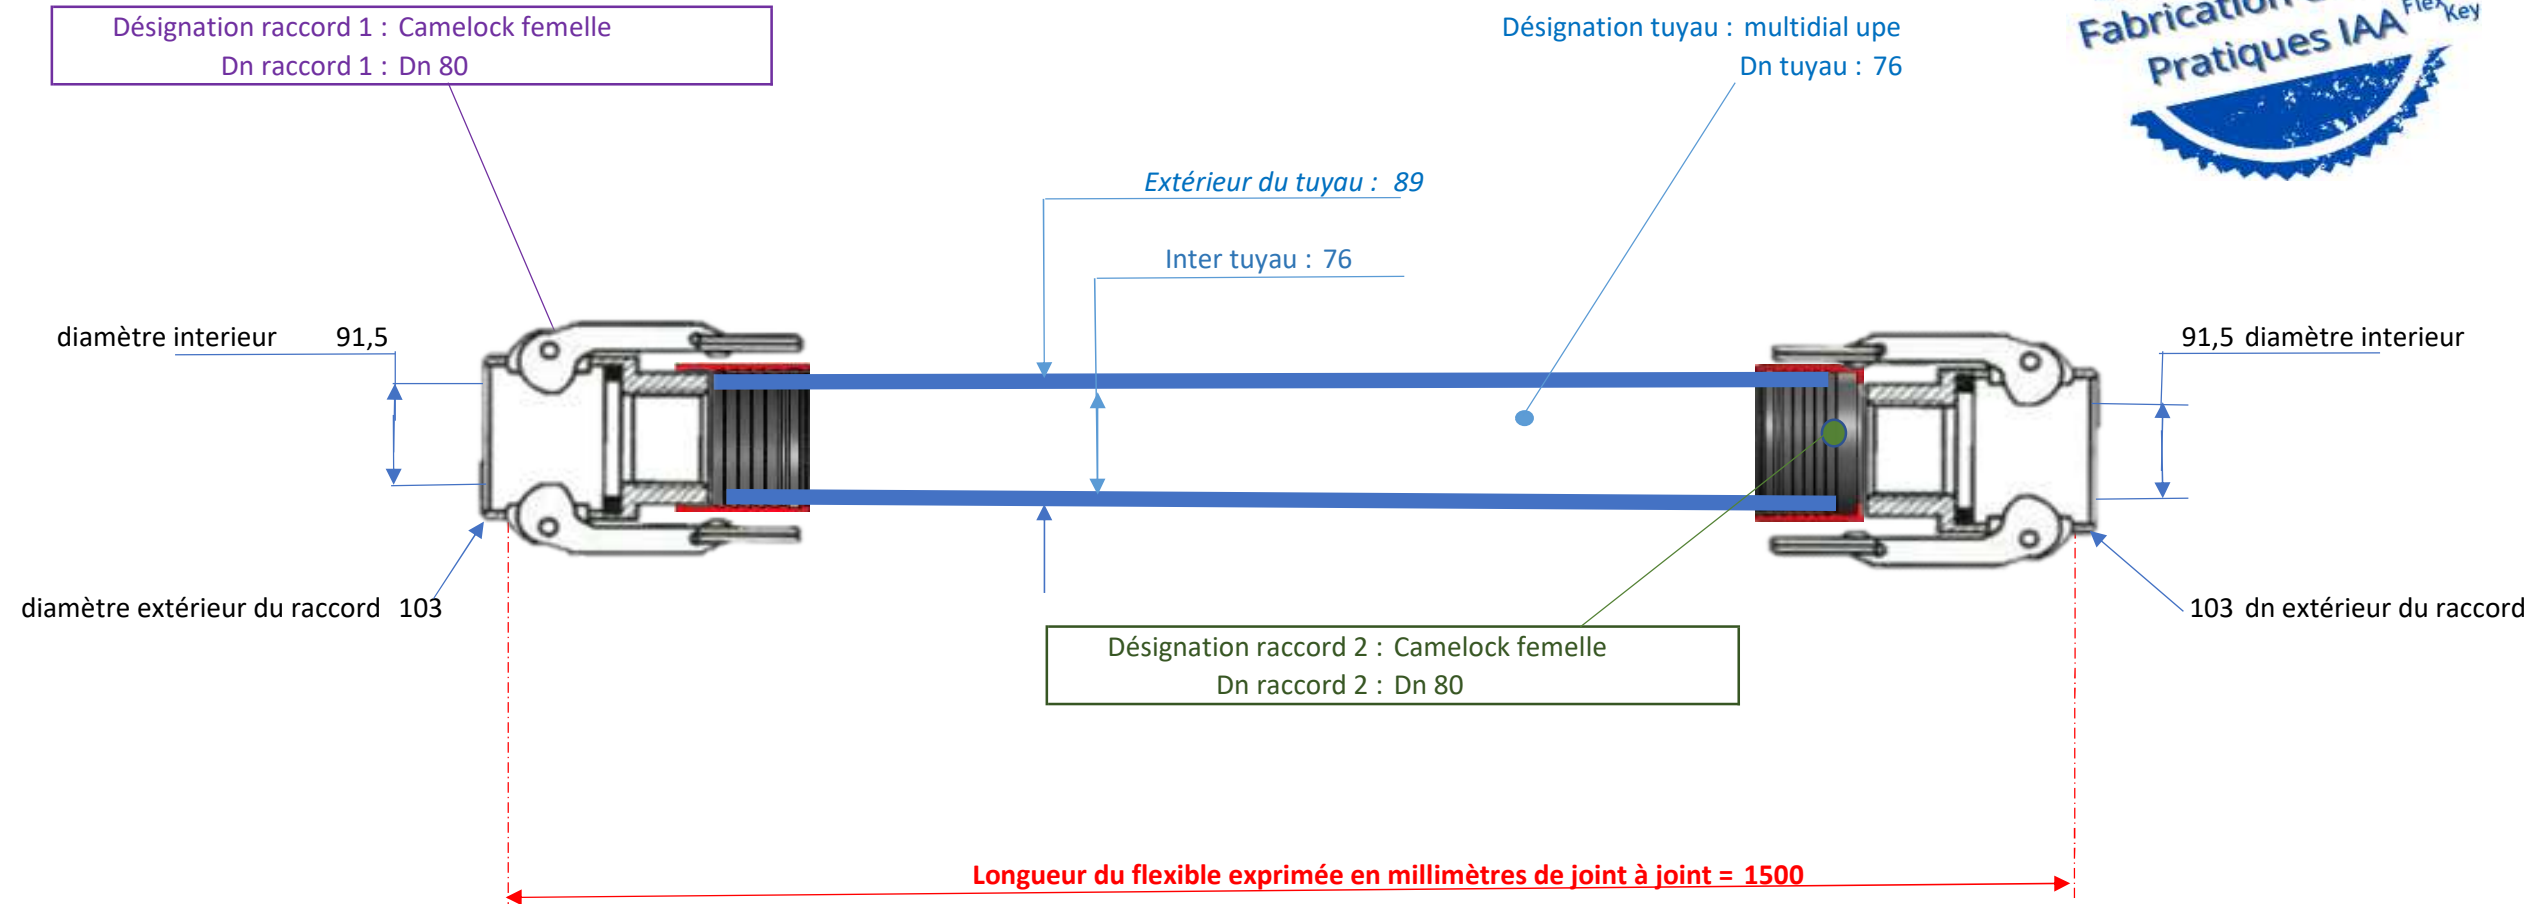 Désignation raccord 1 : Camelock femelle
Dn raccord 1 : Dn 80
Désignation tuyau : multidial upe
Dn tuyau : 76
Fabrication
Pratiques IAA Flex Key
Extérieur du tuyau : 89
Inter tuyau : 76
diamètre interieur 91,5
91,5 diamètre interieur
diamètre extérieur du raccord 103
103 dn extérieur du raccord
Désignation raccord 2 : Camelock femelle
Dn raccord 2 : Dn 80
Longueur du flexible exprimée en millimètres de joint à joint = 1500